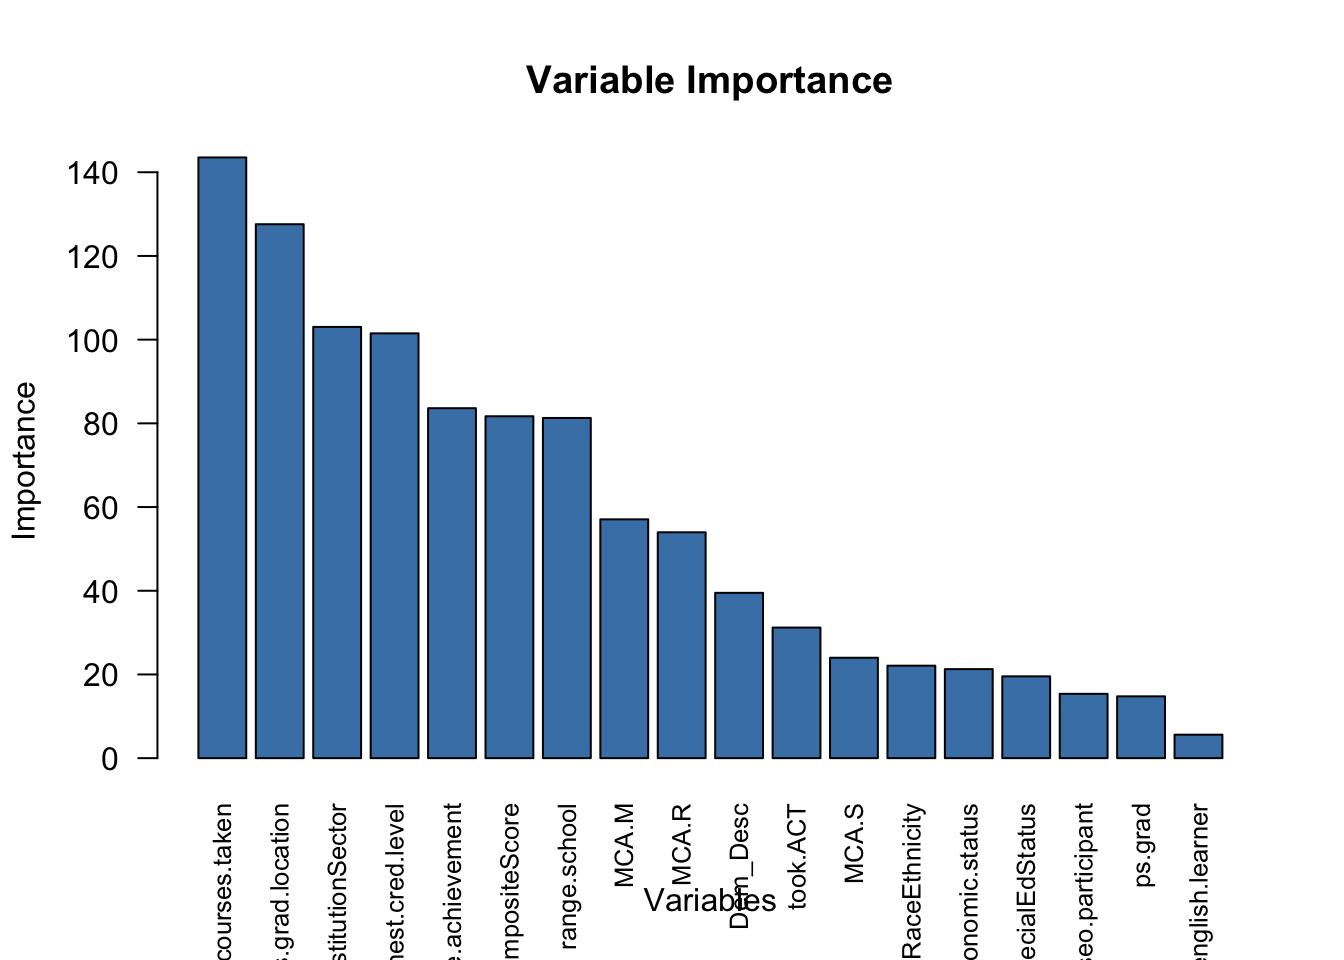 Variable Importance
Importance
140
120
100
80
60
40
20
0
courses.taken
s.grad.location
stitutionSector
nest.cred.level
e.achievement
mpositeScore
range.school
MCA.M
MCA.R
Dem_Desc
took.ACT
MCA.S
RaceEthnicity
onomic.status
ecialEdStatus
seo.participant
ps.grad
english.learner
Variables